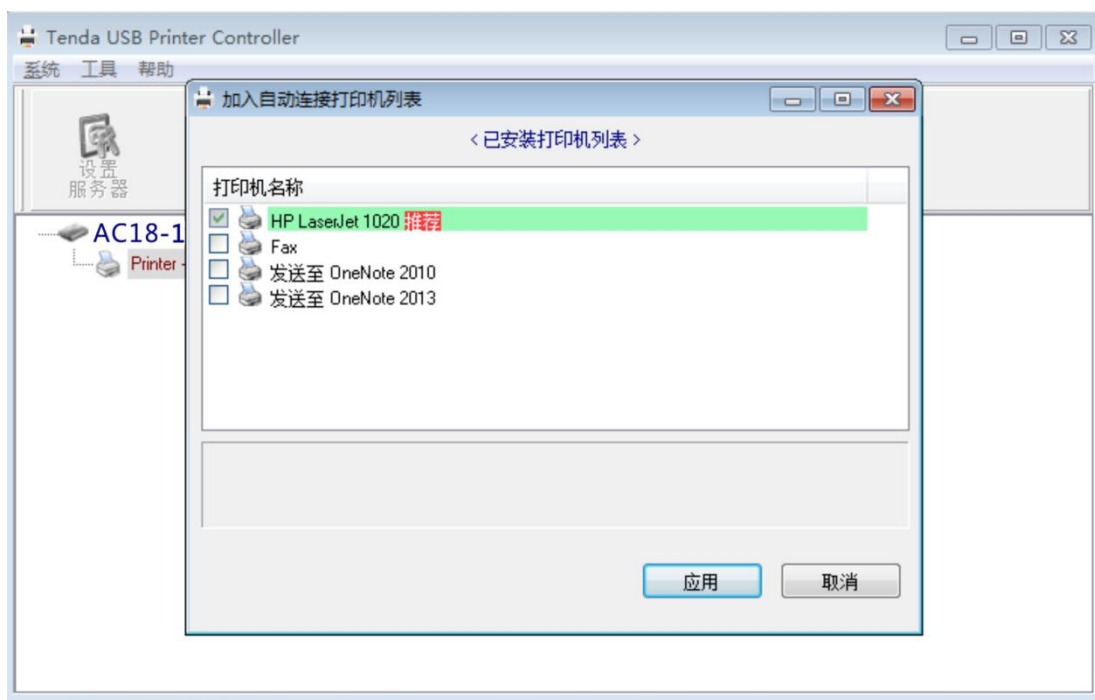 Tenda USB Printer Controller
系统 工具 帮助
加入自动连接打印机列表
<已安装打印机列表>
设置
服务器
打印机名称
HP LaserJet 1020 推荐
Fax
发送至 OneNote 2010
发送至 OneNote 2013
AC18-1
Printer -
应用 取消